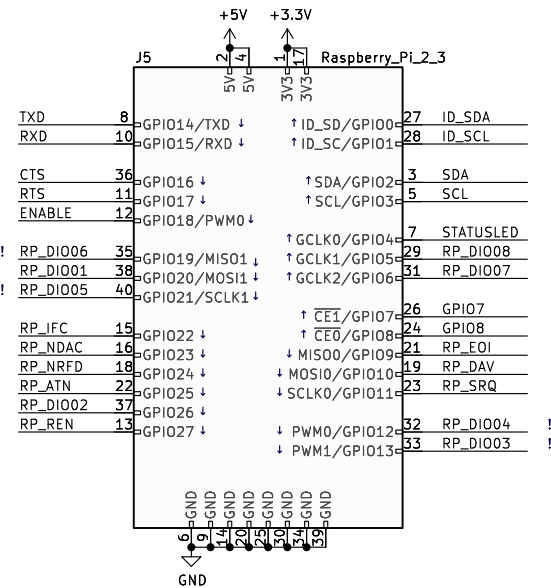 +5V +3.3V
J5 2 4 1 17 Raspberry_Pi_2_3
5V 5V 3V3 3V3
TXD 8 GPIO14/TXD ↓ ↑ ID_SD/GPIO0 27 ID_SDA
RXD 10 GPIO15/RXD ↓ ↑ ID_SC/GPIO1 28 ID_SCL
CTS 36 GPIO16 ↓ ↑ SDA/GPIO2 3 SDA
RTS 11 GPIO17 ↓ ↑ SCL/GPIO3 5 SCL
ENABLE 12 GPIO18/PWM0 ↓
↑ GCLK0/GPIO4 7 STATUSLED
! RP_DIO06 35 GPIO19/MISO1 ↓ ↑ GCLK1/GPIO5 29 RP_DIO08
RP_DIO01 38 GPIO20/MOSI1 ↓ ↑ GCLK2/GPIO6 31 RP_DIO07
! RP_DIO05 40 GPIO21/SCLK1 ↓
↑ CE1/GPIO7 26 GPIO7
RP_IFC 15 GPIO22 ↓ ↑ CE0/GPIO8 24 GPIO8
RP_NDAC 16 GPIO23 ↓ ↓ MISO0/GPIO9 21 RP_EOI
RP_NRFD 18 GPIO24 ↓ ↓ MOSI0/GPIO10 19 RP_DAV
RP_ATN 22 GPIO25 ↓ ↓ SCLK0/GPIO11 23 RP_SRQ
RP_DIO02 37 GPIO26 ↓
RP_REN 13 GPIO27 ↓ ↓ PWM0/GPIO12 32 RP_DIO04 !
↓ PWM1/GPIO13 33 RP_DIO03 !
GND GND GND GND GND GND GND GND
6 9 14 20 25 30 34 39
GND